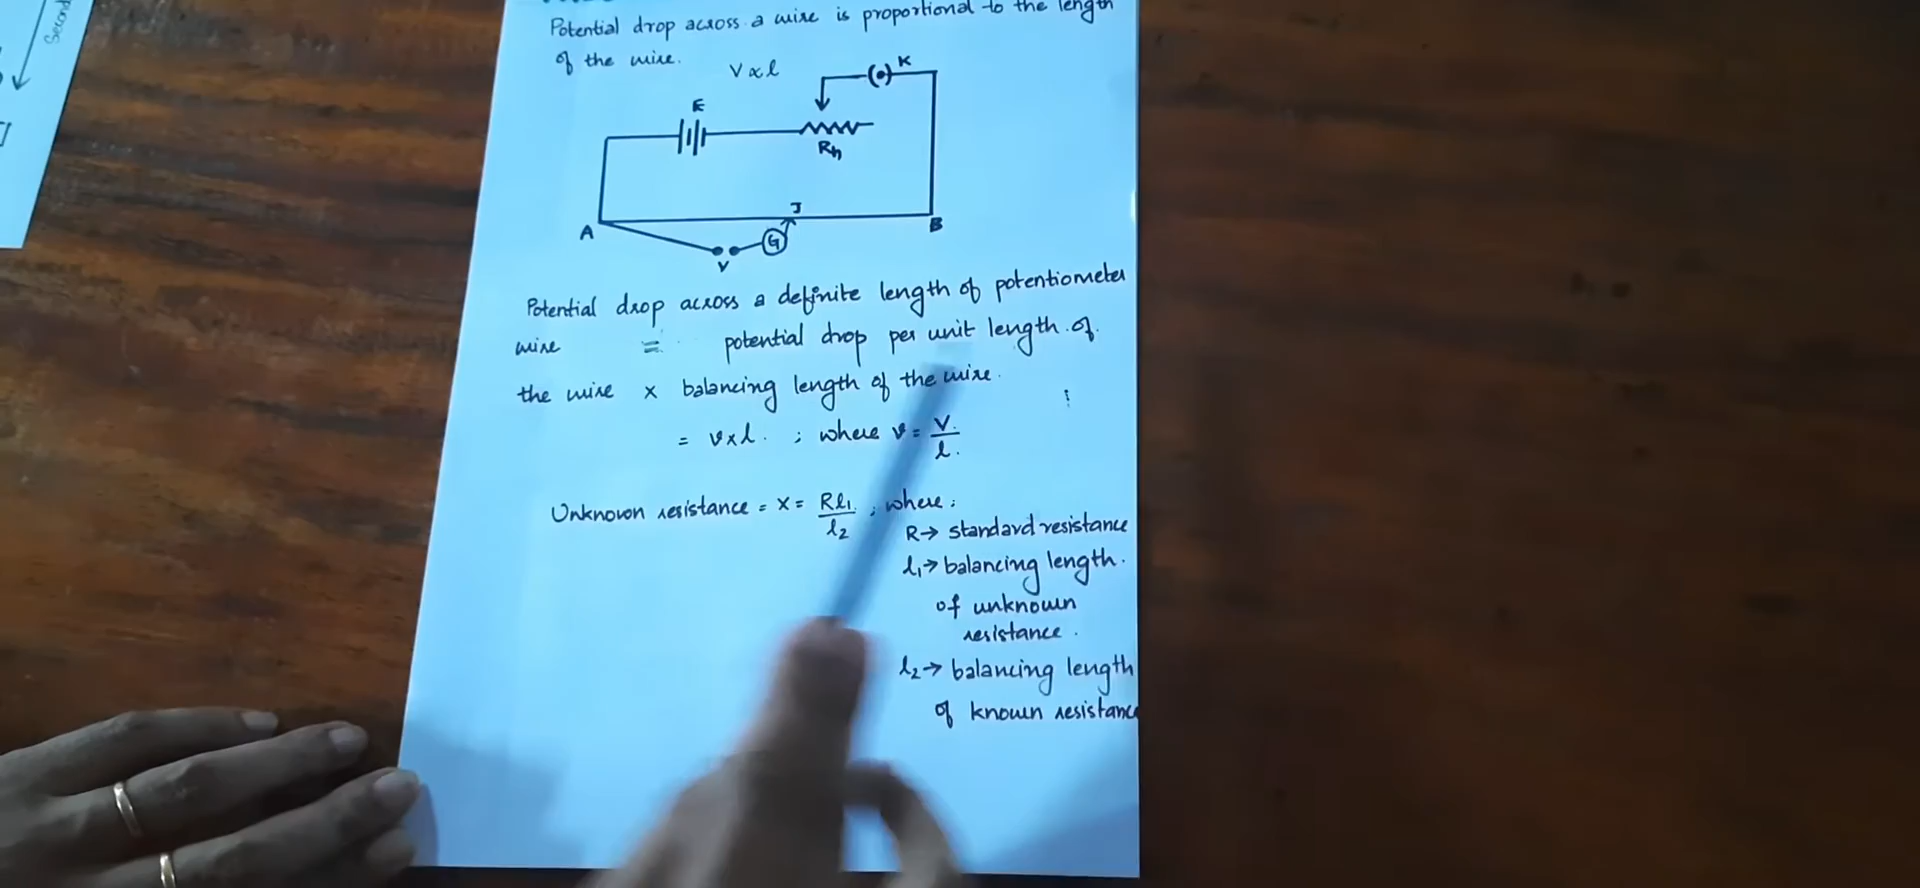 Second
Potential drop across a wire is proportional to the length
of the wire.
V ∝ l
K
E
Rh
J
A
B
G
V
Potential drop across a definite length of potentiometer
wire = potential drop per unit length of
the wire x balancing length of the wire.
= v x l. ; where v = V/l.
Unknown resistance = X = Rl₁/l₂ ; where;
R → standard resistance
l₁ → balancing length.
of unknown
resistance.
l₂ → balancing length
of known resistance